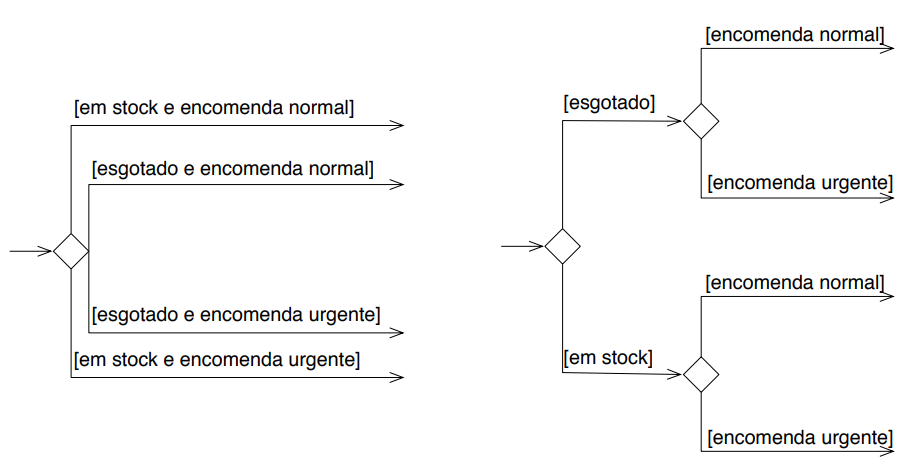 [em stock e encomenda normal]
[esgotado e encomenda normal]
[esgotado e encomenda urgente]
[em stock e encomenda urgente]
[encomenda normal]
[esgotado]
[encomenda urgente]
[encomenda normal]
[em stock]
[encomenda urgente]